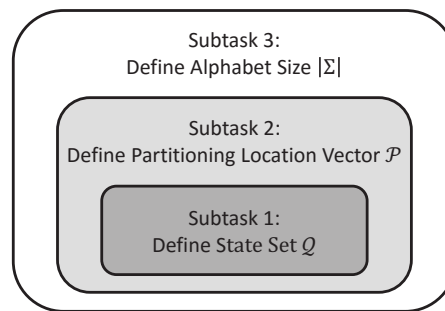 Subtask 3:
Define Alphabet Size |Σ|
Subtask 2:
Define Partitioning Location Vector 𝒫
Subtask 1:
Define State Set 𝒬